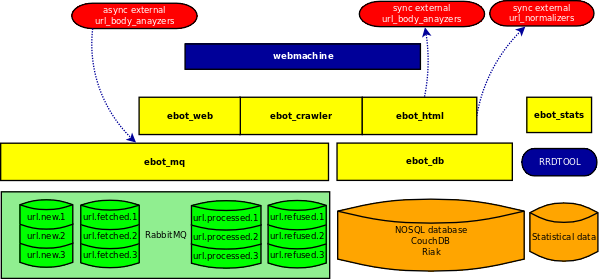 async external
url_body_anayzers
sync external
url_body_anayzers
sync external
url_normalizers
webmachine
ebot_web
ebot_crawler
ebot_html
ebot_stats
ebot_mq
ebot_db
RRDTOOL
url.new.1
url.new.2
url.new.3
url.fetched.1
url.fetched.2
url.fetched.3
RabbitMQ
url.processed.1
url.processed.2
url.processed.3
url.refused.1
url.refused.2
url.refused.3
NOSQL database
CouchDB
Riak
Statistical data